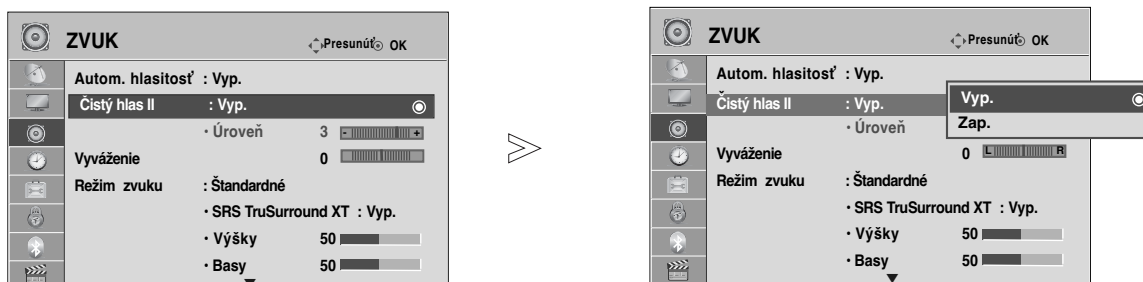 ZVUK
Presunúť OK
Autom. hlasitosť : Vyp.
Čistý hlas II : Vyp.
• Úroveň 3 - +
Vyváženie 0
Režim zvuku : Štandardné
• SRS TruSurround XT : Vyp.
• Výšky 50
• Basy 50
ZVUK
Presunúť OK
Autom. hlasitosť : Vyp.
Čistý hlas II : Vyp.
Vyp.
Zap.
• Úroveň
Vyváženie 0 L R
Režim zvuku : Štandardné
• SRS TruSurround XT : Vyp.
• Výšky 50
• Basy 50